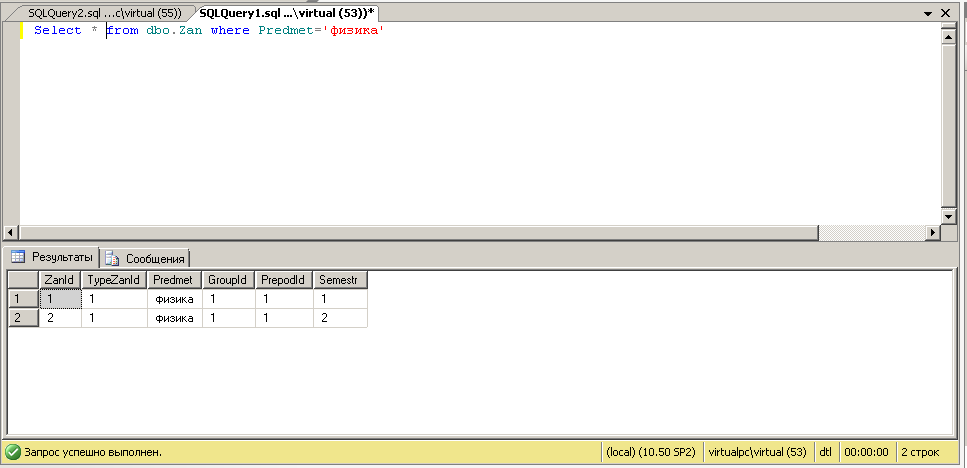 SQLQuery2.sql ...c\virtual (55)) SQLQuery1.sql ...\virtual (53))*
Select * from dbo.Zan where Predmet='физика'
Результаты Сообщения
ZanId TypeZanId Predmet GroupId PrepodId Semestr
1 1 1 физика 1 1 1
2 2 1 физика 1 1 2
Запрос успешно выполнен. (local) (10.50 SP2) virtualpc\virtual (53) dtl 00:00:00 2 строк